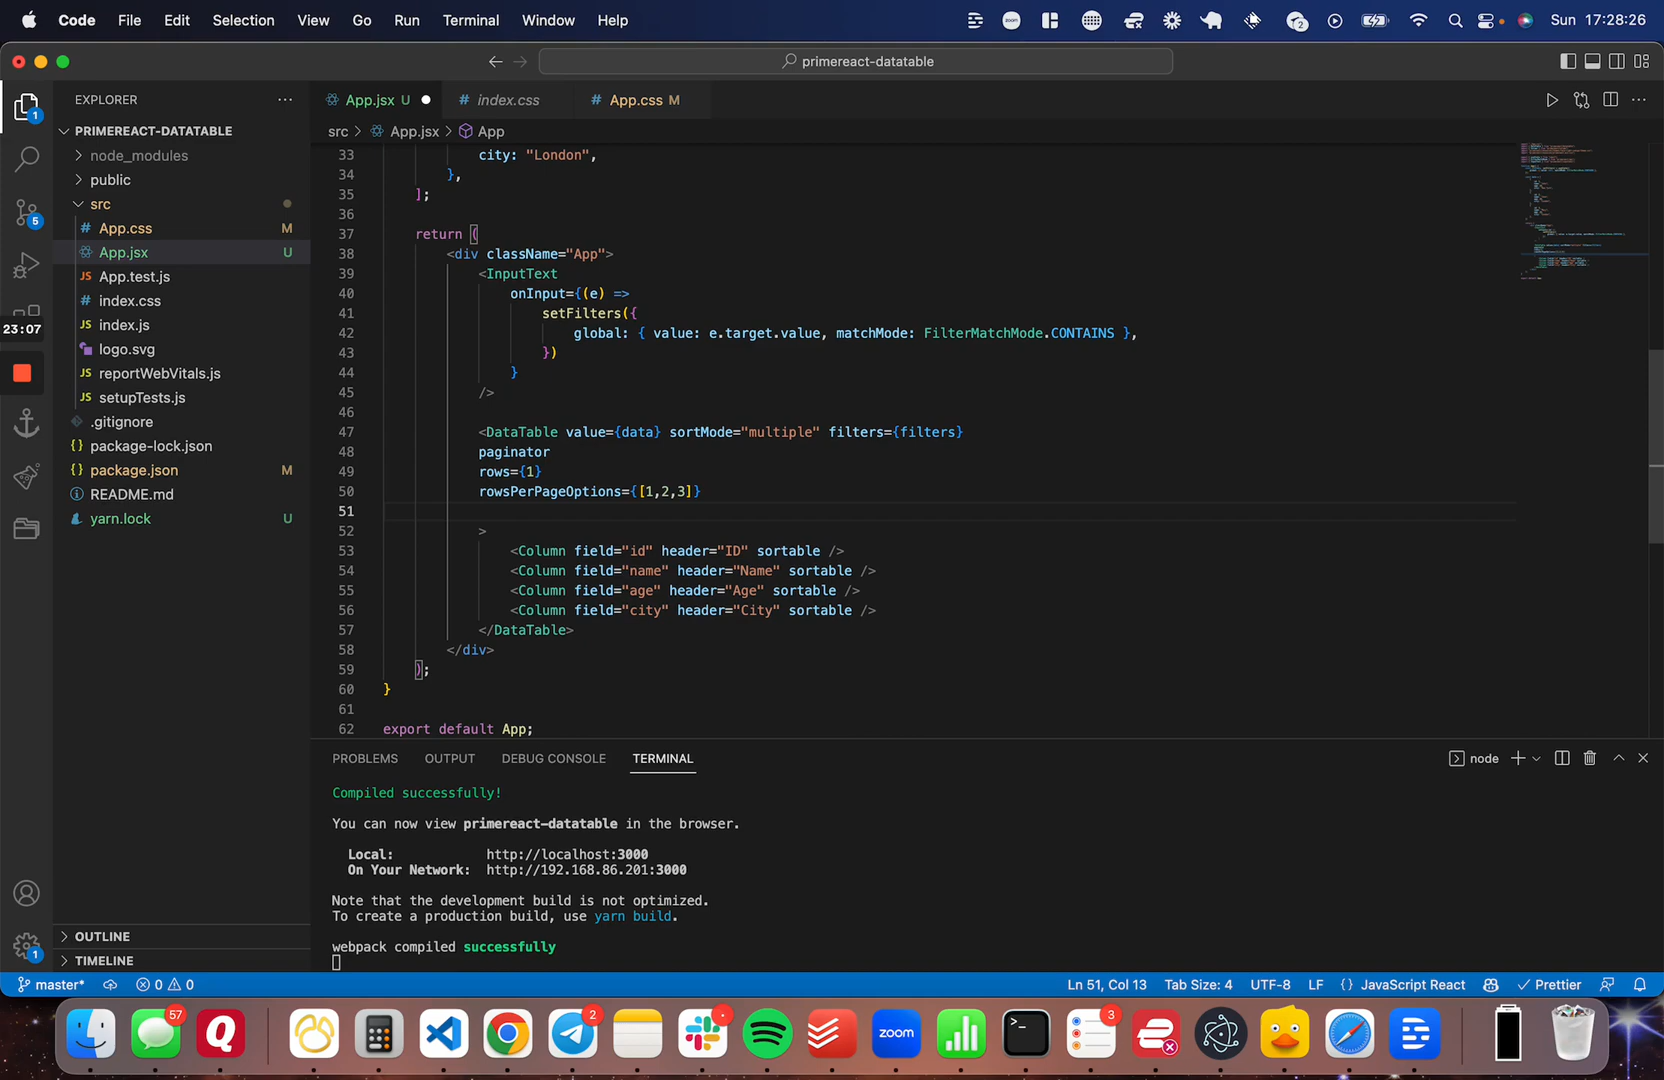 Code File Edit Selection View Go Run Terminal Window Help
2
Sun 17:28:26
primereact-datatable
1
5
23:07
1
EXPLORER
PRIMEREACT-DATATABLE
node_modules
public
src
# App.css M
App.jsx U
JS App.test.js
# index.css
JS index.js
logo.svg
JS reportWebVitals.js
JS setupTests.js
.gitignore
{} package-lock.json
{} package.json M
README.md
yarn.lock U
OUTLINE
TIMELINE
App.jsx U
# index.css
# App.css M
src > App.jsx > App
33 city: "London",
34 },
35 ];
36
37 return (
38 <div className="App">
39 <InputText
40 onInput={(e) =>
41 setFilters({
42 global: { value: e.target.value, matchMode: FilterMatchMode.CONTAINS },
43 })
44 }
45 />
46
47 <DataTable value={data} sortMode="multiple" filters={filters}
48 paginator
49 rows={1}
50 rowsPerPageOptions={[1,2,3]}
51
52 >
53 <Column field="id" header="ID" sortable />
54 <Column field="name" header="Name" sortable />
55 <Column field="age" header="Age" sortable />
56 <Column field="city" header="City" sortable />
57 </DataTable>
58 </div>
59 );
60 }
61
62 export default App;
PROBLEMS OUTPUT DEBUG CONSOLE TERMINAL
node
Compiled successfully!
You can now view primereact-datatable in the browser.
Local: http://localhost:3000
On Your Network: http://192.168.86.201:3000
Note that the development build is not optimized.
To create a production build, use yarn build.
webpack compiled successfully
master* 0 0
Ln 51, Col 13 Tab Size: 4 UTF-8 LF {} JavaScript React Prettier
57
2
zoom
3